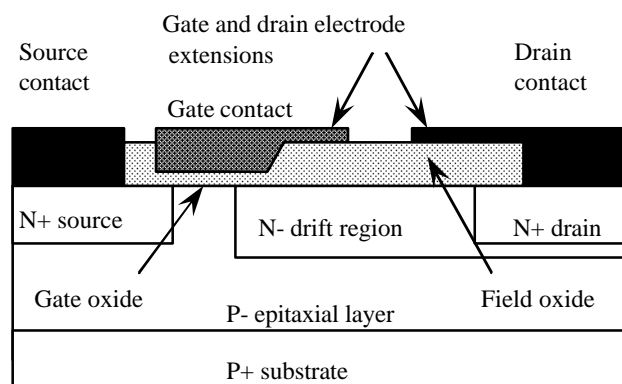 Gate and drain electrode
extensions
Source
contact
Drain
contact
Gate contact
N+ source
N- drift region
N+ drain
Gate oxide
Field oxide
P- epitaxial layer
P+ substrate